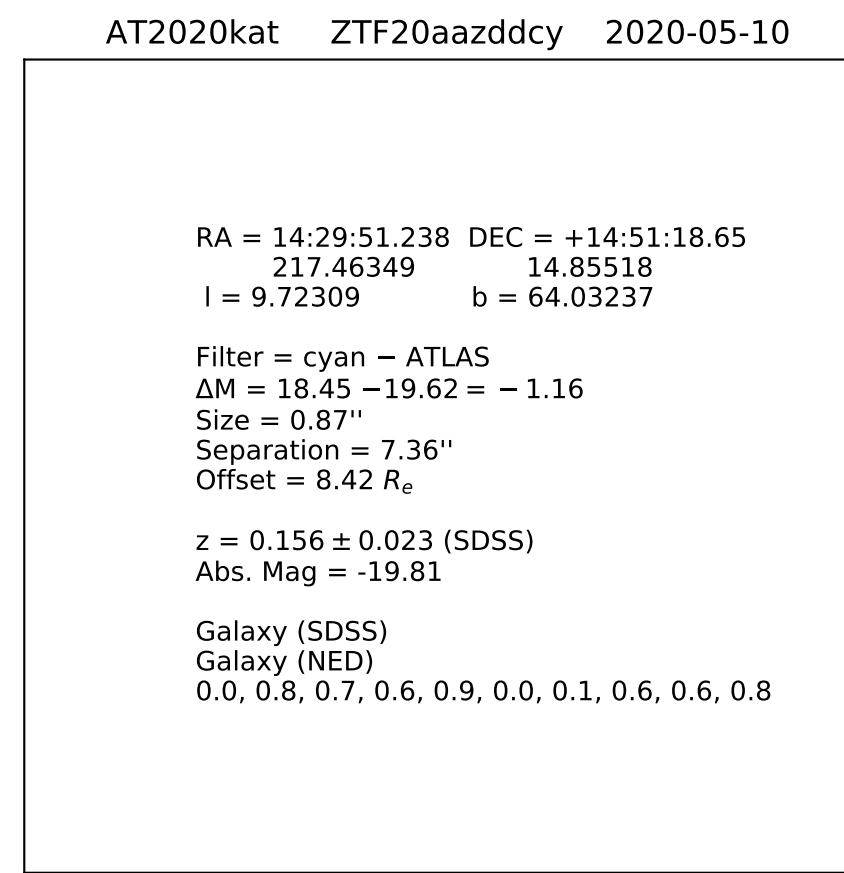 AT2020kat ZTF20aazddcy 2020-05-10
RA = 14:29:51.238 DEC = +14:51:18.65
217.46349 14.85518
l = 9.72309 b = 64.03237
Filter = cyan − ATLAS
ΔM = 18.45 −19.62 = − 1.16
Size = 0.87''
Separation = 7.36''
Offset = 8.42 Rₑ
z = 0.156 ± 0.023 (SDSS)
Abs. Mag = -19.81
Galaxy (SDSS)
Galaxy (NED)
0.0, 0.8, 0.7, 0.6, 0.9, 0.0, 0.1, 0.6, 0.6, 0.8